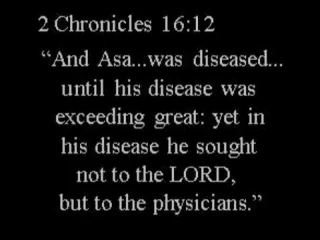 2 Chronicles 16:12
“And Asa...was diseased...
until his disease was
exceeding great: yet in
his disease he sought
not to the LORD,
but to the physicians.”